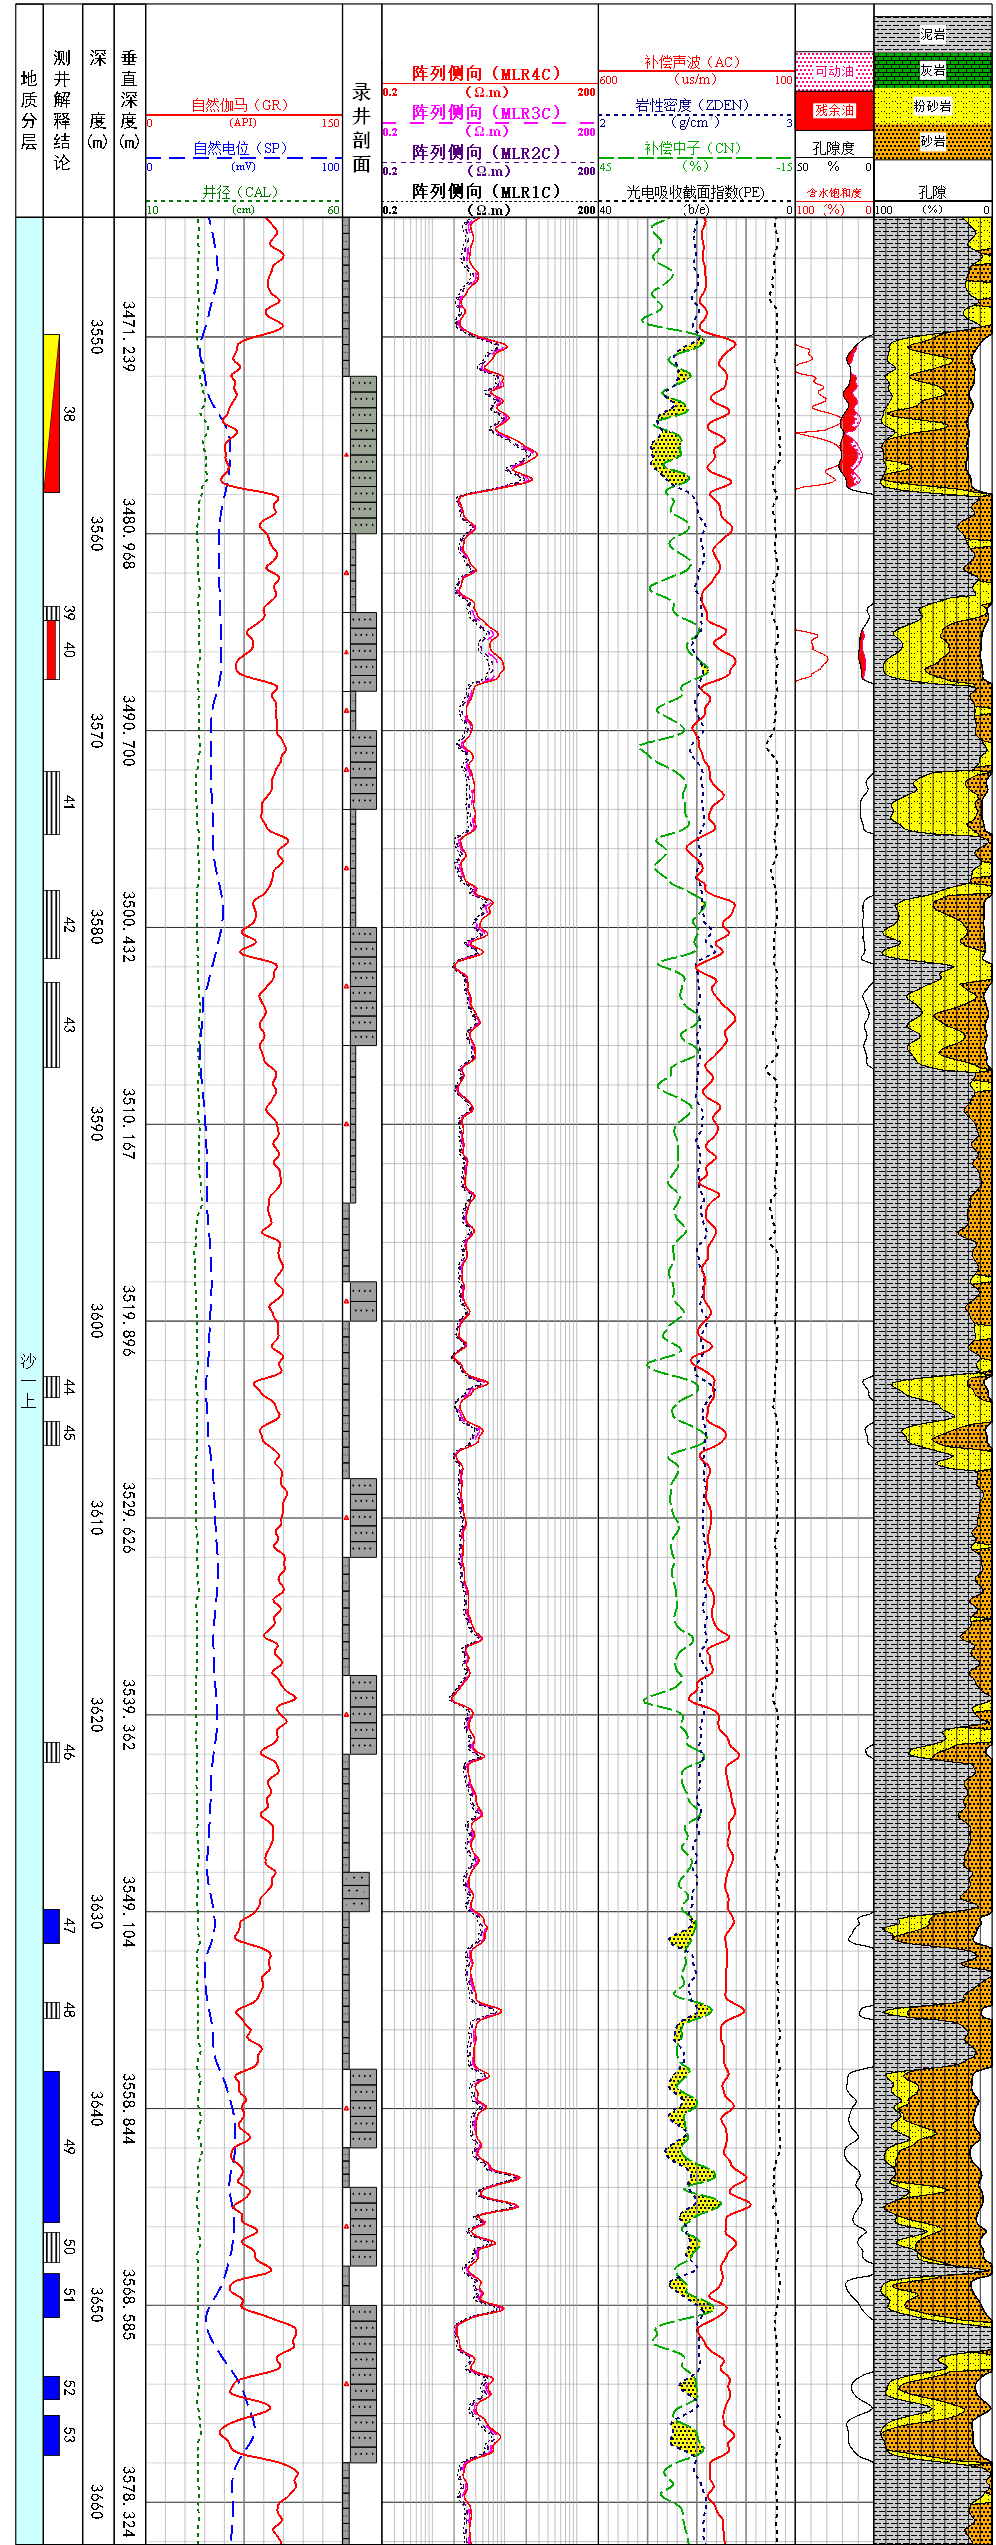 地质分层
测井解释结论
深 度(m)
垂直深度(m)
自然伽马（GR）
0 (API) 150
自然电位（SP）
0 (mV) 100
井径（CAL）
10 (cm) 60
录井剖面
阵列侧向（MLR4C）
0.2 (Ω.m) 200
阵列侧向（MLR3C）
0.2 (Ω.m) 200
阵列侧向（MLR2C）
0.2 (Ω.m) 200
阵列侧向（MLR1C）
0.2 (Ω.m) 200
补偿声波（AC）
600 (us/m) 100
岩性密度（ZDEN）
2 (g/cm 3
补偿中子（CN）
45 (%) -15
光电吸收截面指数(PE)
40 (b/e) 0
可动油
残余油
孔隙度
50 % 0
含水饱和度
100 (%) 0
泥岩
灰岩
粉砂岩
砂岩
孔隙
100 (%) 0
3550 3471.239
38
3560 3480.968
39
40
3570 3490.700
41
3580 3500.432
42
43
3590 3510.167
3600 3519.896
沙一上
44
45
3610 3529.626
3620 3539.362
46
3630 3549.104
47
48
3640 3558.844
49
50
3650 3568.585
51
52
53
3660 3578.324